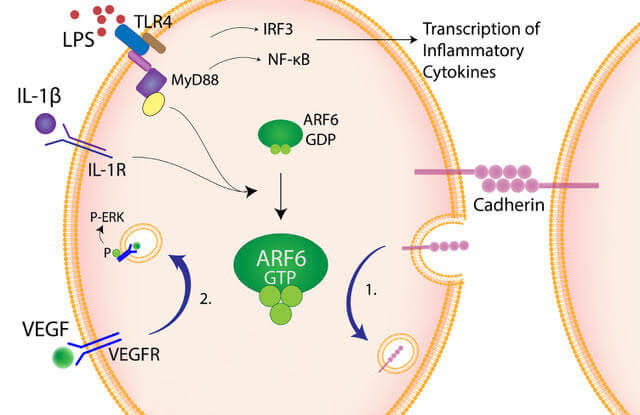 LPS
TLR4
IRF3
NF-κB
MyD88
Transcription of
Inflammatory
Cytokines
IL-1β
IL-1R
ARF6
GDP
Cadherin
P-ERK
P
ARF6
GTP
1.
2.
VEGF
VEGFR